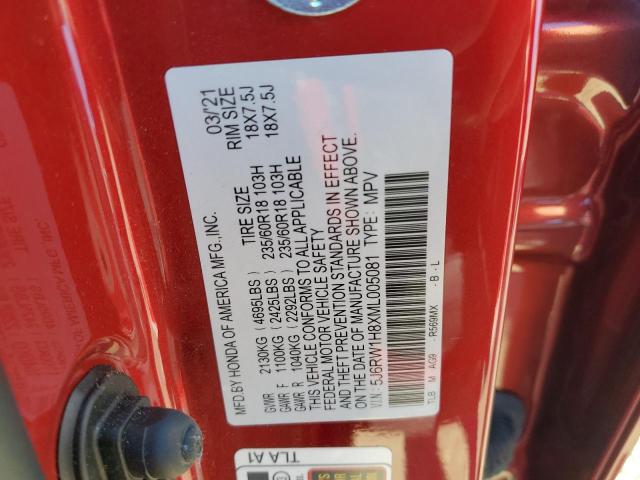 MFD.BY HONDA OF AMERICA MFG.,INC. 03/'21
TIRE SIZE RIM SIZE
GVWR 2130KG (4695LBS)
GAWR F 1100KG (2425LBS) 235/60R18 103H 18X7.5J
GAWR R 1040KG (2292LBS) 235/60R18 103H 18X7.5J
THIS VEHICLE CONFORMS TO ALL APPLICABLE
FEDERAL MOTOR VEHICLE SAFETY
AND THEFT PREVENTION STANDARDS IN EFFECT
ON THE DATE OF MANUFACTURE SHOWN ABOVE.
V.I.N.: 5J6RW1H8XML005081 TYPE: MPV
TLB M AG9 - R569MX - B - L
TLA A1